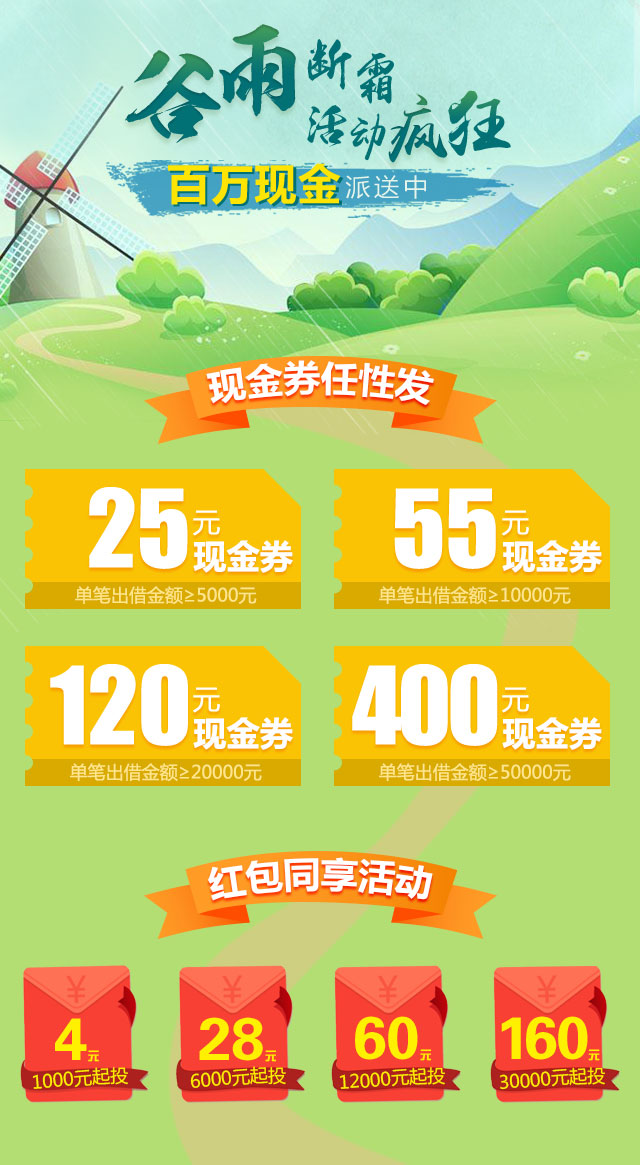 谷雨断霜
活动疯狂
百万现金派送中
现金券任性发
25元现金券
单笔出借金额≥5000元
55元现金券
单笔出借金额≥10000元
120元现金券
单笔出借金额≥20000元
400元现金券
单笔出借金额≥50000元
红包同享活动
¥
4元
1000元起投
¥
28元
6000元起投
¥
60元
12000元起投
¥
160元
30000元起投